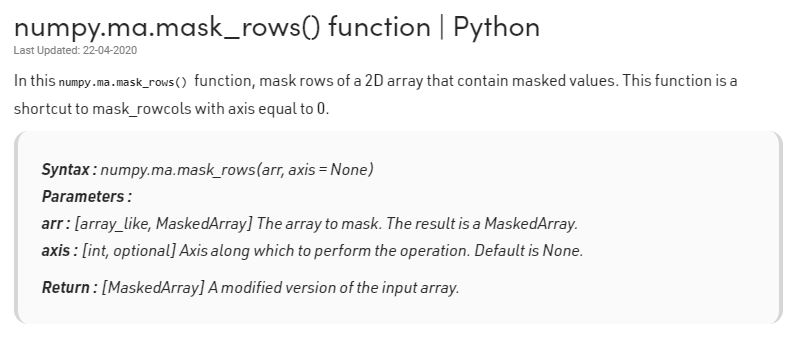 numpy.ma.mask_rows() function | Python
Last Updated: 22-04-2020
In this numpy.ma.mask_rows() function, mask rows of a 2D array that contain masked values. This function is a
shortcut to mask_rowcols with axis equal to 0.
Syntax : numpy.ma.mask_rows(arr, axis = None)
Parameters :
arr : [array_like, MaskedArray] The array to mask. The result is a MaskedArray.
axis : [int, optional] Axis along which to perform the operation. Default is None.
Return : [MaskedArray] A modified version of the input array.